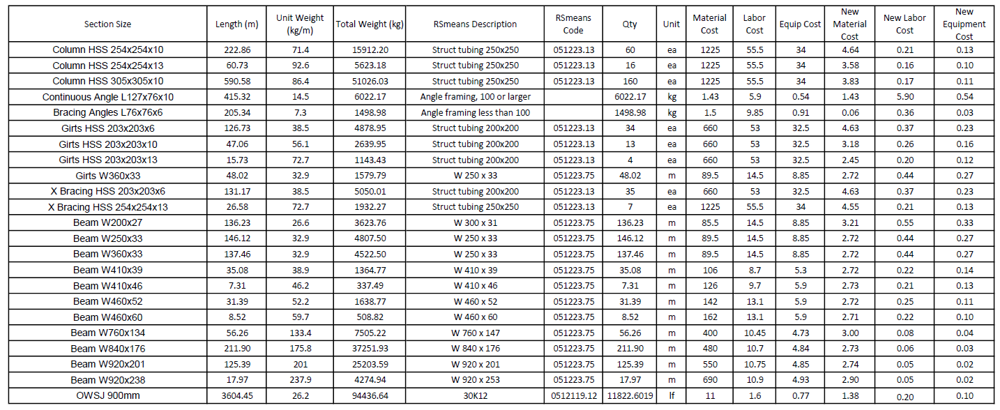 Section Size Length (m) Unit Weight (kg/m) Total Weight (kg) RSmeans Description RSmeans Code Qty Unit Material Cost Labor Cost Equip Cost New Material Cost New Labor Cost New Equipment Cost
Column HSS 254x254x10 222.86 71.4 15912.20 Struct tubing 250x250 051223.13 60 ea 1225 55.5 34 4.64 0.21 0.13
Column HSS 254x254x13 60.73 92.6 5623.18 Struct tubing 250x250 051223.13 16 ea 1225 55.5 34 3.58 0.16 0.10
Column HSS 305x305x10 590.58 86.4 51026.03 Struct tubing 250x250 051223.13 160 ea 1225 55.5 34 3.83 0.17 0.11
Continuous Angle L127x76x10 415.32 14.5 6022.17 Angle framing, 100 or larger 6022.17 kg 1.43 5.9 0.54 1.43 5.90 0.54
Bracing Angles L76x76x6 205.34 7.3 1498.98 Angle framing less than 100 1498.98 kg 1.5 9.85 0.91 0.06 0.36 0.03
Girts HSS 203x203x6 126.73 38.5 4878.95 Struct tubing 200x200 051223.13 34 ea 660 53 32.5 4.63 0.37 0.23
Girts HSS 203x203x10 47.06 56.1 2639.95 Struct tubing 200x200 051223.13 13 ea 660 53 32.5 3.18 0.26 0.16
Girts HSS 203x203x13 15.73 72.7 1143.43 Struct tubing 200x200 051223.13 4 ea 660 53 32.5 2.45 0.20 0.12
Girts W360x33 48.02 32.9 1579.79 W 250 x 33 051223.75 48.02 m 89.5 14.5 8.85 2.72 0.44 0.27
X Bracing HSS 203x203x6 131.17 38.5 5050.01 Struct tubing 200x200 051223.13 35 ea 660 53 32.5 4.63 0.37 0.23
X Bracing HSS 254x254x13 26.58 72.7 1932.27 Struct tubing 250x250 051223.13 7 ea 1225 55.5 34 4.55 0.21 0.13
Beam W200x27 136.23 26.6 3623.76 W 300 x 31 051223.75 136.23 m 85.5 14.5 8.85 3.21 0.55 0.33
Beam W250x33 146.12 32.9 4807.50 W 250 x 33 051223.75 146.12 m 89.5 14.5 8.85 2.72 0.44 0.27
Beam W360x33 137.46 32.9 4522.50 W 250 x 33 051223.75 137.46 m 89.5 14.5 8.85 2.72 0.44 0.27
Beam W410x39 35.08 38.9 1364.77 W 410 x 39 051223.75 35.08 m 106 8.7 5.3 2.72 0.22 0.14
Beam W410x46 7.31 46.2 337.49 W 410 x 46 051223.75 7.31 m 126 9.7 5.9 2.73 0.21 0.13
Beam W460x52 31.39 52.2 1638.77 W 460 x 52 051223.75 31.39 m 142 13.1 5.9 2.72 0.25 0.11
Beam W460x60 8.52 59.7 508.82 W 460 x 60 051223.75 8.52 m 162 13.1 5.9 2.71 0.22 0.10
Beam W760x134 56.26 133.4 7505.22 W 760 x 147 051223.75 56.26 m 400 10.45 4.73 3.00 0.08 0.04
Beam W840x176 211.90 175.8 37251.93 W 840 x 176 051223.75 211.90 m 480 10.7 4.84 2.73 0.06 0.03
Beam W920x201 125.39 201 25203.59 W 920 x 201 051223.75 125.39 m 550 10.75 4.85 2.74 0.05 0.02
Beam W920x238 17.97 237.9 4274.94 W 920 x 253 051223.75 17.97 m 690 10.9 4.93 2.90 0.05 0.02
OWSJ 900mm 3604.45 26.2 94436.64 30K12 0512119.12 11822.6019 lf 11 1.6 0.77 1.38 0.20 0.10